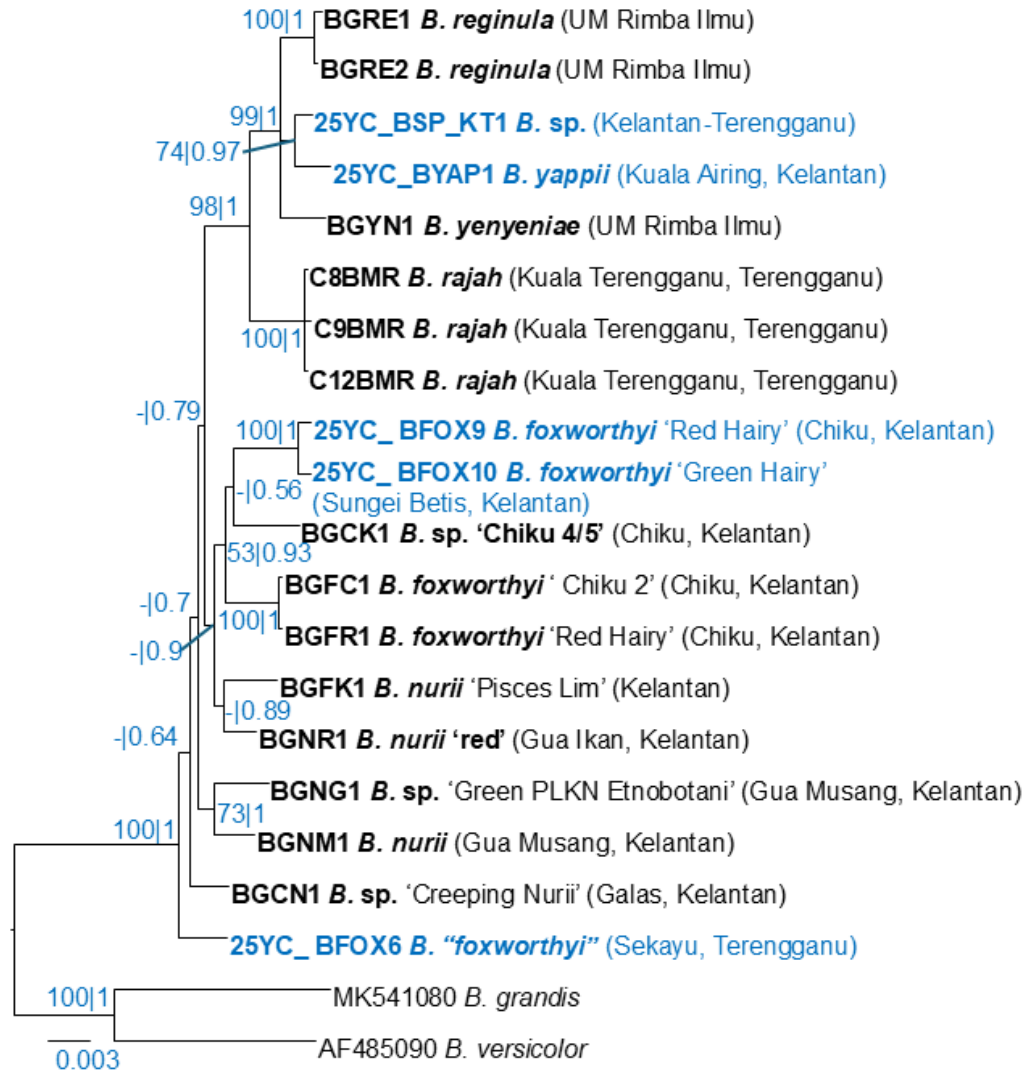 100|1
BGRE1 B. reginula (UM Rimba Ilmu)
BGRE2 B. reginula (UM Rimba Ilmu)
99|1
25YC_BSP_KT1 B. sp. (Kelantan-Terengganu)
74|0.97
25YC_BYAP1 B. yappii (Kuala Airing, Kelantan)
98|1
BGYN1 B. yenyeniae (UM Rimba Ilmu)
C8BMR B. rajah (Kuala Terengganu, Terengganu)
C9BMR B. rajah (Kuala Terengganu, Terengganu)
100|1
C12BMR B. rajah (Kuala Terengganu, Terengganu)
-|0.79
100|1
25YC_ BFOX9 B. foxworthyi ‘Red Hairy’ (Chiku, Kelantan)
25YC_ BFOX10 B. foxworthyi ‘Green Hairy’
(Sungei Betis, Kelantan)
-|0.56
BGCK1 B. sp. ‘Chiku 4/5’ (Chiku, Kelantan)
53|0.93
BGFC1 B. foxworthyi ‘ Chiku 2’ (Chiku, Kelantan)
-|0.7
100|1
BGFR1 B. foxworthyi ‘Red Hairy’ (Chiku, Kelantan)
-|0.9
BGFK1 B. nurii ‘Pisces Lim’ (Kelantan)
-|0.89
BGNR1 B. nurii ‘red’ (Gua Ikan, Kelantan)
-|0.64
BGNG1 B. sp. ‘Green PLKN Etnobotani’ (Gua Musang, Kelantan)
73|1
BGNM1 B. nurii (Gua Musang, Kelantan)
100|1
BGCN1 B. sp. ‘Creeping Nurii’ (Galas, Kelantan)
25YC_ BFOX6 B. “foxworthyi” (Sekayu, Terengganu)
100|1
MK541080 B. grandis
AF485090 B. versicolor
0.003